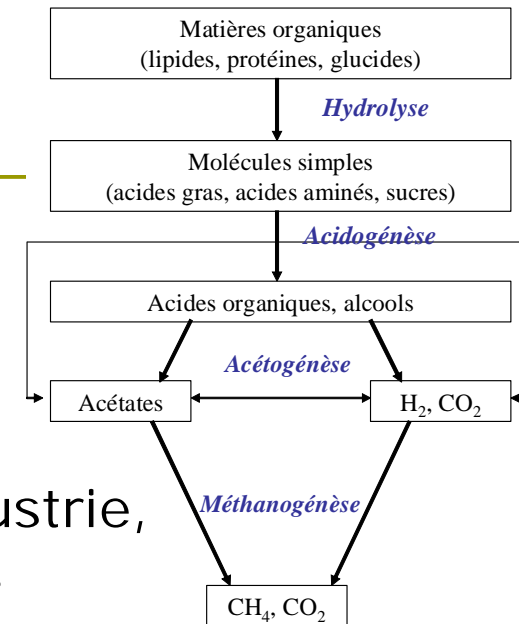 Matières organiques
(lipides, protéines, glucides)
Hydrolyse
Molécules simples
(acides gras, acides aminés, sucres)
Acidogénèse
Acides organiques, alcools
Acétogénèse
Acétates
H₂, CO₂
ustrie,
Méthanogénèse
CH₄, CO₂